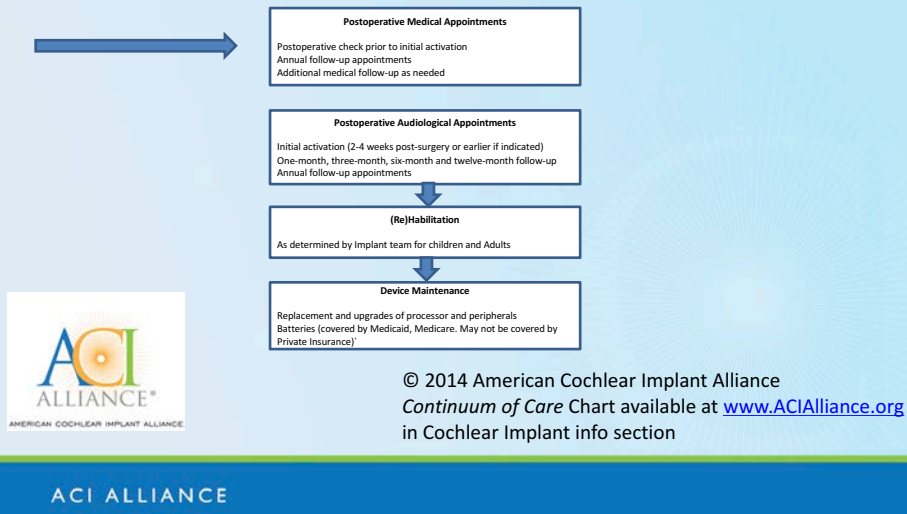 Postoperative Medical Appointments
Postoperative check prior to initial activation
Annual follow-up appointments
Additional medical follow-up as needed
Postoperative Audiological Appointments
Initial activation (2-4 weeks post-surgery or earlier if indicated)
One-month, three-month, six-month and twelve-month follow-up
Annual follow-up appointments
(Re)Habilitation
As determined by Implant team for children and Adults
Device Maintenance
Replacement and upgrades of processor and peripherals
Batteries (covered by Medicaid, Medicare. May not be covered by
Private Insurance)`
ACI
ALLIANCE®
AMERICAN COCHLEAR IMPLANT ALLIANCE
© 2014 American Cochlear Implant Alliance
Continuum of Care Chart available at www.ACIAlliance.org
in Cochlear Implant info section
ACI ALLIANCE